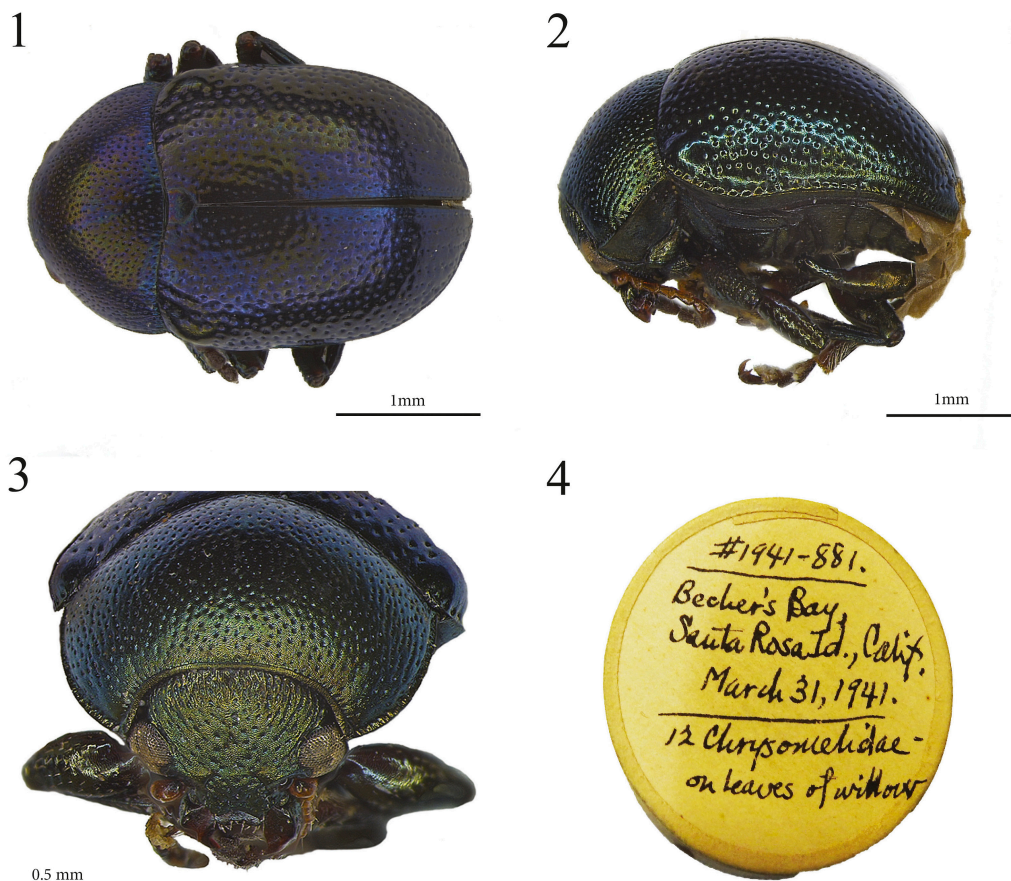 1
2
1mm
1mm
3
4
0.5 mm
#1941-881.
Becher's Bay,
Santa Rosa Id., Calif.
March 31, 1941.
12 Chrysomelidae -
on leaves of willow